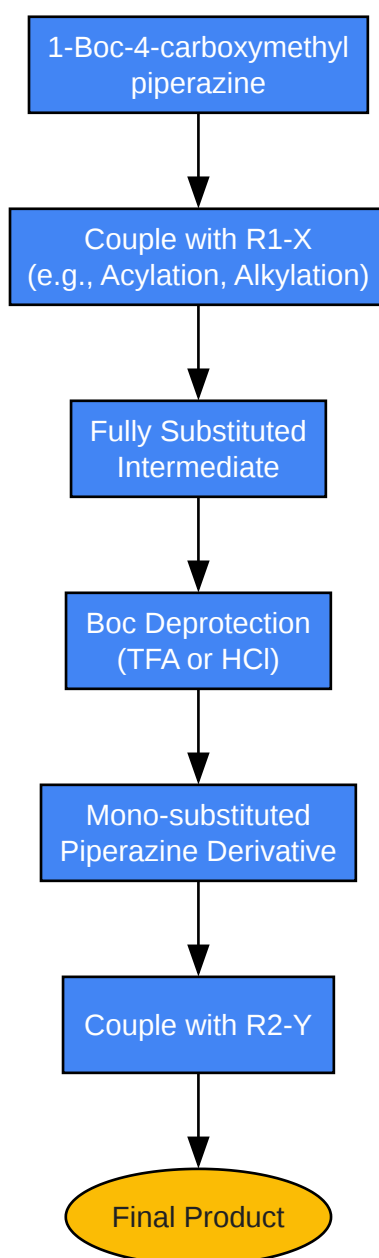 1-Boc-4-carboxymethyl
piperazine
Couple with R1-X
(e.g., Acylation, Alkylation)
Fully Substituted
Intermediate
Boc Deprotection
(TFA or HCl)
Mono-substituted
Piperazine Derivative
Couple with R2-Y
Final Product